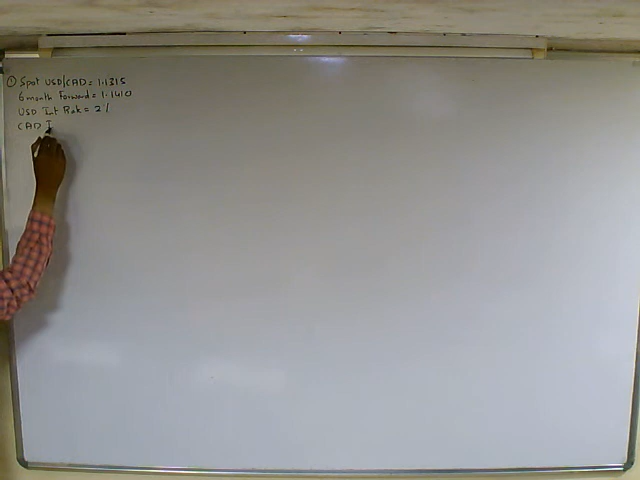 ① Spot USD/CAD = 1.1315
6 month Forward = 1.1410
USD Int Rate = 2%
CAD I